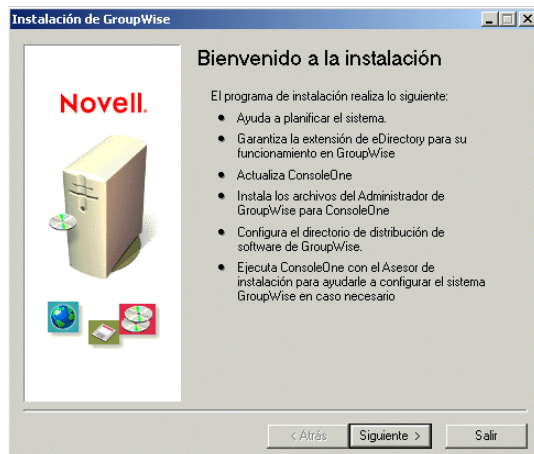 Instalación de GroupWise
Novell.
Bienvenido a la instalación
El programa de instalación realiza lo siguiente:
Ayuda a planificar el sistema.
Garantiza la extensión de eDirectory para su
funcionamiento en GroupWise
Actualiza ConsoleOne
Instala los archivos del Administrador de
GroupWise para ConsoleOne
Configura el directorio de distribución de
software de GroupWise.
Ejecuta ConsoleOne con el Asesor de
instalación para ayudarle a configurar el sistema
GroupWise en caso necesario
< Atrás
Siguiente >
Salir